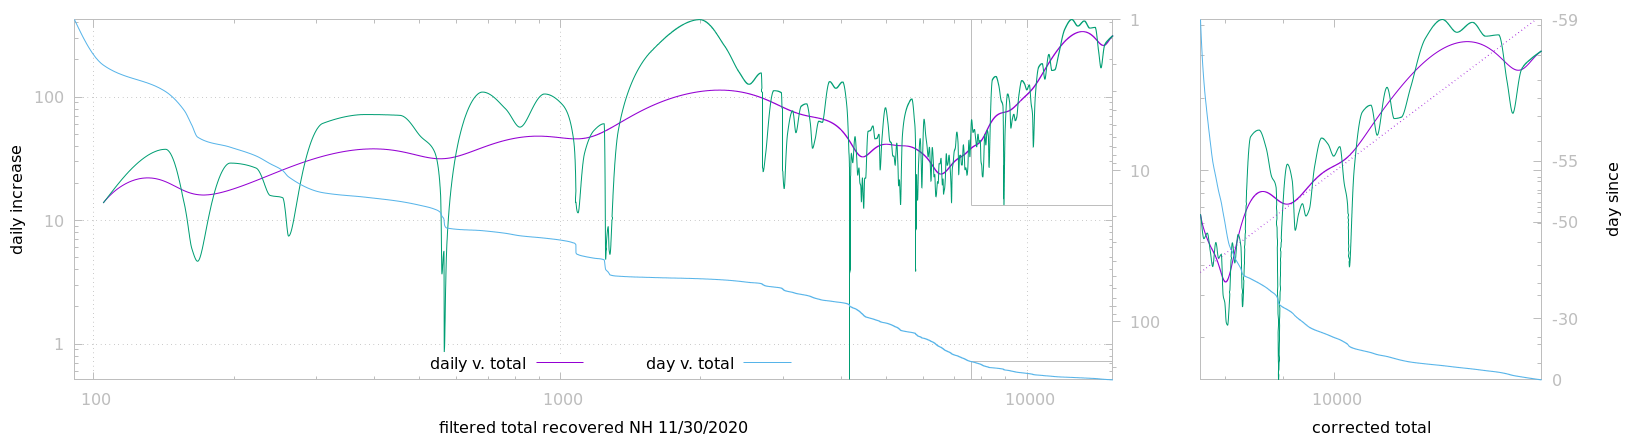 daily increase
100
10
1
100
1000
10000
1
10
100
daily v. total
day v. total
filtered total recovered NH 11/30/2020
-59
-55
-50
-30
0
day since
10000
corrected total